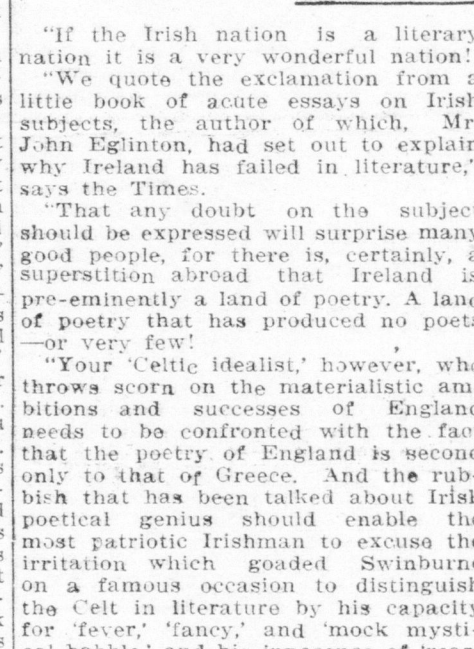 "If the Irish nation is a literary
nation it is a very wonderful nation!
"We quote the exclamation from a
little book of acute essays on Irish
subjects, the author of which, Mr
John Eglinton, had set out to explain
why Ireland has failed in literature,"
says the Times.
"That any doubt on the subject
should be expressed will surprise many
good people, for there is, certainly, a
superstition abroad that Ireland is
pre-eminently a land of poetry. A land
of poetry that has produced no poets
—or very few!
"Your 'Celtic idealist,' however, who
throws scorn on the materialistic am
bitions and successes of England
needs to be confronted with the fact
that the poetry of England is second
only to that of Greece. And the rub-
bish that has been talked about Irish
poetical genius should enable the
most patriotic Irishman to excuse the
irritation which goaded Swinburne
on a famous occasion to distinguish
the Celt in literature by his capacity
for 'fever,' 'fancy,' and 'mock mysti-